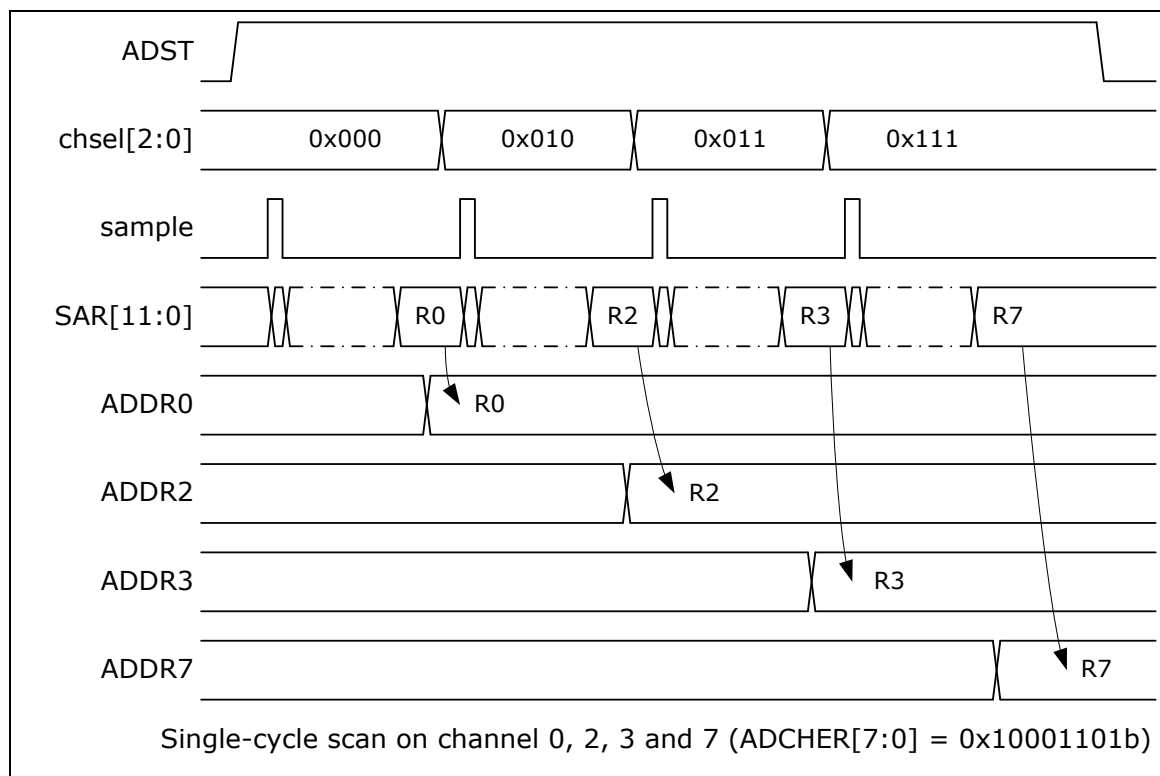 ADST
chsel[2:0] 0x000 0x010 0x011 0x111
sample
SAR[11:0] R0 R2 R3 R7
ADDR0 R0
ADDR2 R2
ADDR3 R3
ADDR7 R7
Single-cycle scan on channel 0, 2, 3 and 7 (ADCHER[7:0] = 0x10001101b)